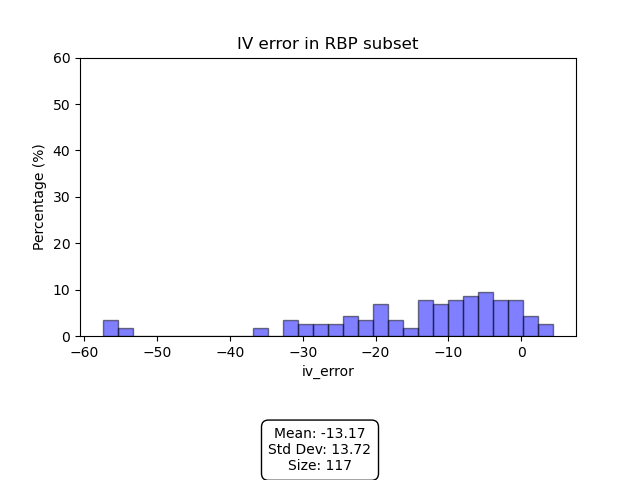 IV error in RBP subset
60
50
40
30
20
10
0
Percentage (%)
−60
−50
−40
−30
−20
−10
0
iv_error
Mean: -13.17
Std Dev: 13.72
Size: 117